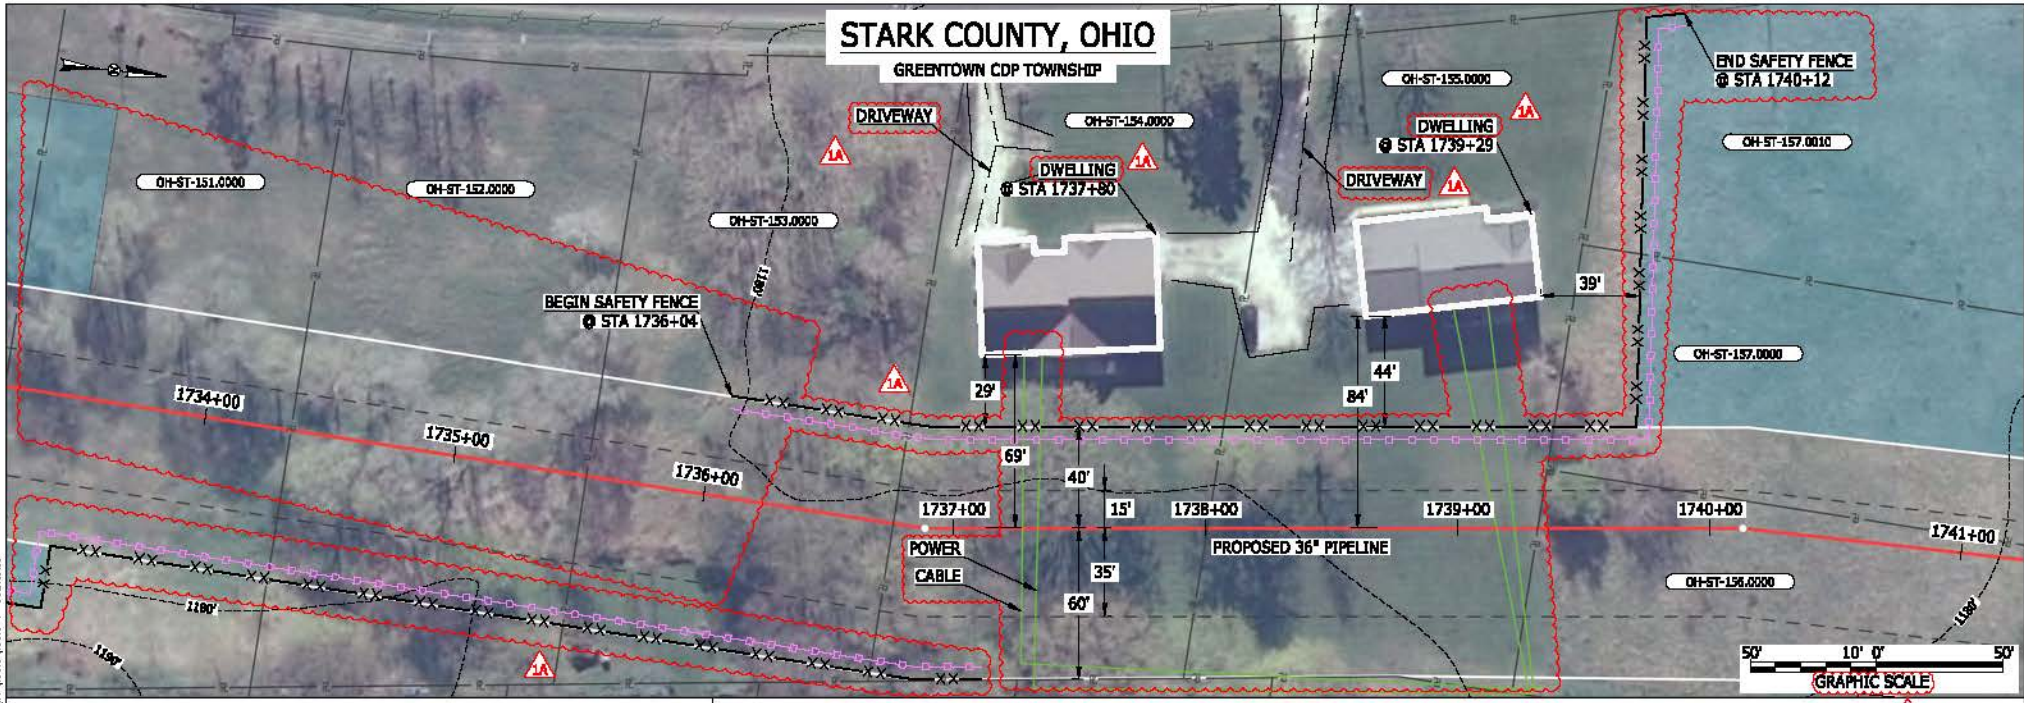 STARK COUNTY, OHIO
GREENTOWN CDP TOWNSHIP
END SAFETY FENCE
@ STA 1740+12
OH-ST-155.0000
DRIVEWAY
OH-ST-154.0000
1A
DWELLING
@ STA 1739+29
OH-ST-157.0010
1A
1A
DWELLING
@ STA 1737+80
DRIVEWAY
1A
OH-ST-151.0000
OH-ST-152.0000
OH-ST-153.0000
1180'
BEGIN SAFETY FENCE
@ STA 1736+04
39'
OH-ST-157.0000
1A
29'
44'
84'
1734+00
1735+00
1736+00
69'
40'
15'
1737+00
1738+00
1739+00
1740+00
1741+00
POWER
CABLE
PROPOSED 36" PIPELINE
35'
60'
OH-ST-156.0000
1180'
1180'
1190'
1A
50' 10' 0' 50'
GRAPHIC SCALE